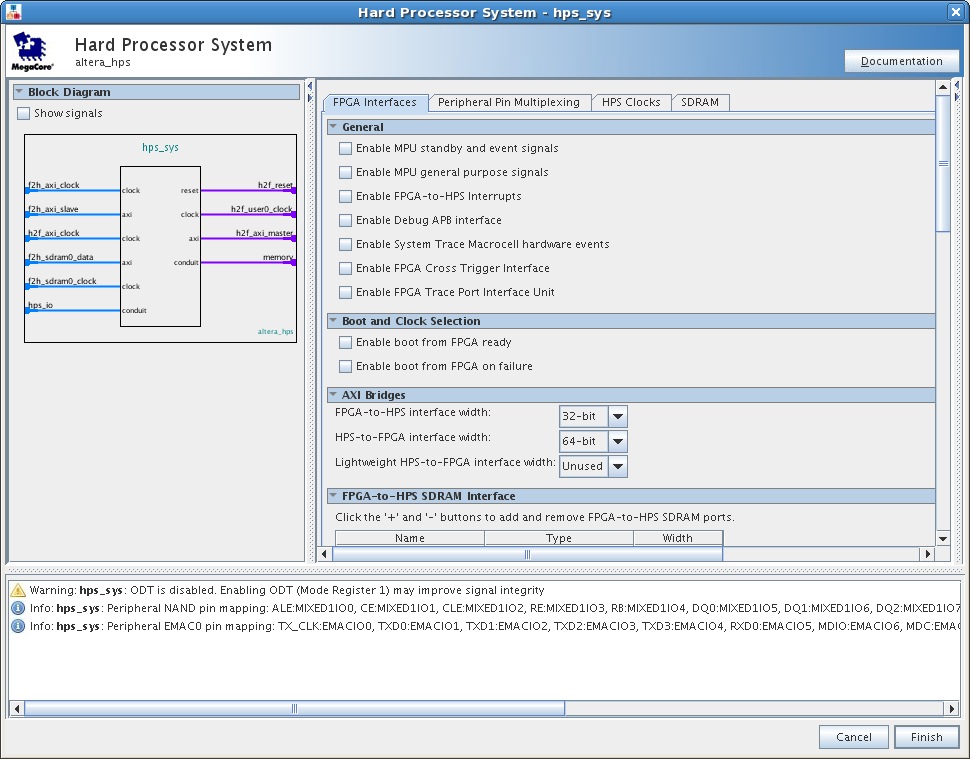 Hard Processor System - hps_sys
Hard Processor System
altera_hps
MegaCore®
Documentation
Block Diagram
Show signals
hps_sys
f2h_axi_clock
clock
reset
h2f_reset
f2h_axi_slave
axi
clock
h2f_user0_clock
h2f_axi_clock
clock
axi
h2f_axi_master
f2h_sdram0_data
axi
conduit
memory
f2h_sdram0_clock
clock
hps_io
conduit
altera_hps
FPGA Interfaces
Peripheral Pin Multiplexing
HPS Clocks
SDRAM
General
Enable MPU standby and event signals
Enable MPU general purpose signals
Enable FPGA-to-HPS Interrupts
Enable Debug APB interface
Enable System Trace Macrocell hardware events
Enable FPGA Cross Trigger Interface
Enable FPGA Trace Port Interface Unit
Boot and Clock Selection
Enable boot from FPGA ready
Enable boot from FPGA on failure
AXI Bridges
FPGA-to-HPS interface width: 32-bit
HPS-to-FPGA interface width: 64-bit
Lightweight HPS-to-FPGA interface width: Unused
FPGA-to-HPS SDRAM Interface
Click the '+' and '-' buttons to add and remove FPGA-to-HPS SDRAM ports.
Name Type Width
Warning: hps_sys: ODT is disabled. Enabling ODT (Mode Register 1) may improve signal integrity
Info: hps_sys: Peripheral NAND pin mapping: ALE:MIXED1IO0, CE:MIXED1IO1, CLE:MIXED1IO2, RE:MIXED1IO3, RB:MIXED1IO4, DQ0:MIXED1IO5, DQ1:MIXED1IO6, DQ2:MIXED1IO7
Info: hps_sys: Peripheral EMAC0 pin mapping: TX_CLK:EMACIO0, TXD0:EMACIO1, TXD1:EMACIO2, TXD2:EMACIO3, TXD3:EMACIO4, RXD0:EMACIO5, MDIO:EMACIO6, MDC:EMAC
Cancel
Finish